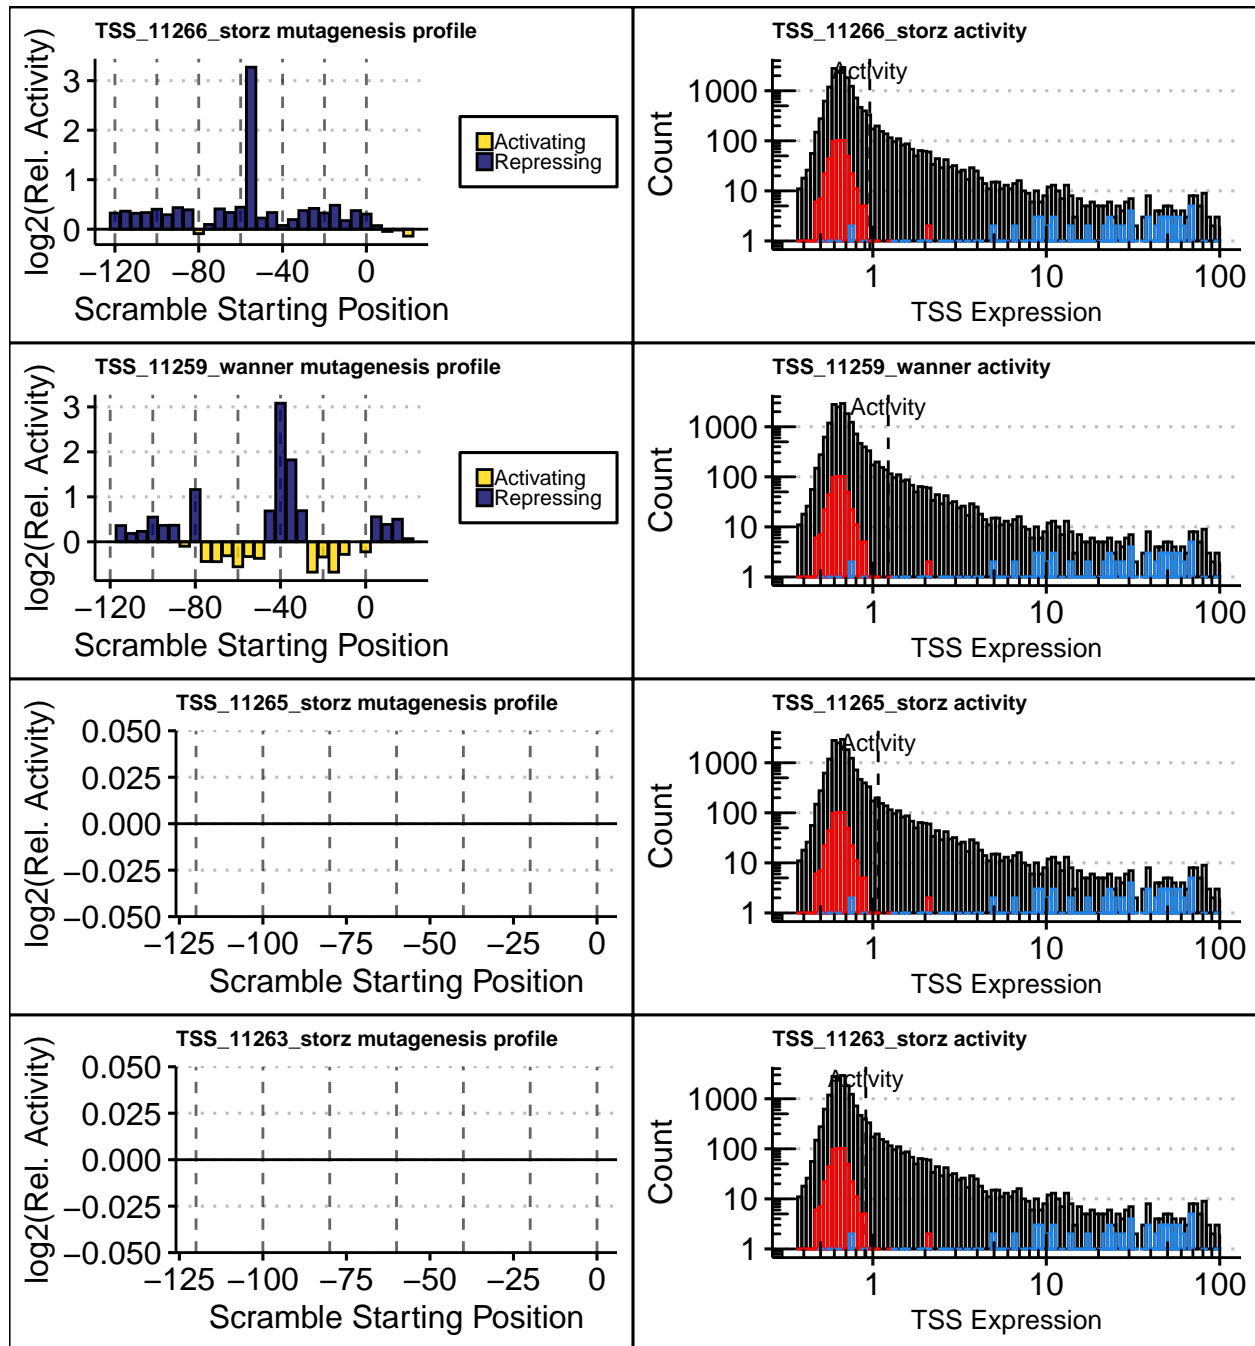 TSS_11266_storz mutagenesis profile
log2(Rel. Activity)
3
2
1
0
−120
−80
−40
0
Scramble Starting Position
Activating
Repressing
TSS_11266_storz activity
Activity
Count
1000
100
10
1
1
10
100
TSS Expression
TSS_11259_wanner mutagenesis profile
log2(Rel. Activity)
3
2
1
0
−120
−80
−40
0
Scramble Starting Position
Activating
Repressing
TSS_11259_wanner activity
Activity
Count
1000
100
10
1
1
10
100
TSS Expression
TSS_11265_storz mutagenesis profile
log2(Rel. Activity)
0.050
0.025
0.000
−0.025
−0.050
−125
−100
−75
−50
−25
0
Scramble Starting Position
TSS_11265_storz activity
Activity
Count
1000
100
10
1
1
10
100
TSS Expression
TSS_11263_storz mutagenesis profile
log2(Rel. Activity)
0.050
0.025
0.000
−0.025
−0.050
−125
−100
−75
−50
−25
0
Scramble Starting Position
TSS_11263_storz activity
Activity
Count
1000
100
10
1
1
10
100
TSS Expression